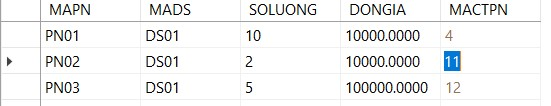 MAPN MADS SOLUONG DONGIA MACTPN
PN01 DS01 10 10000.0000 4
PN02 DS01 2 10000.0000 11
PN03 DS01 5 100000.0000 12